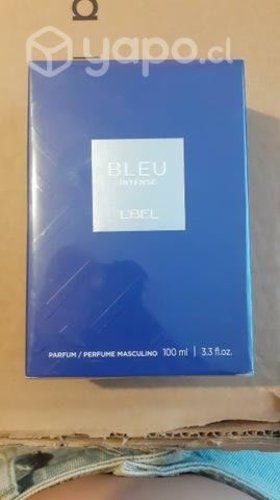 yapo.cl
BLEU
INTENSE
L'BEL
PARFUM / PERFUME MASCULINO 100 ml | 3.3 fl.oz.